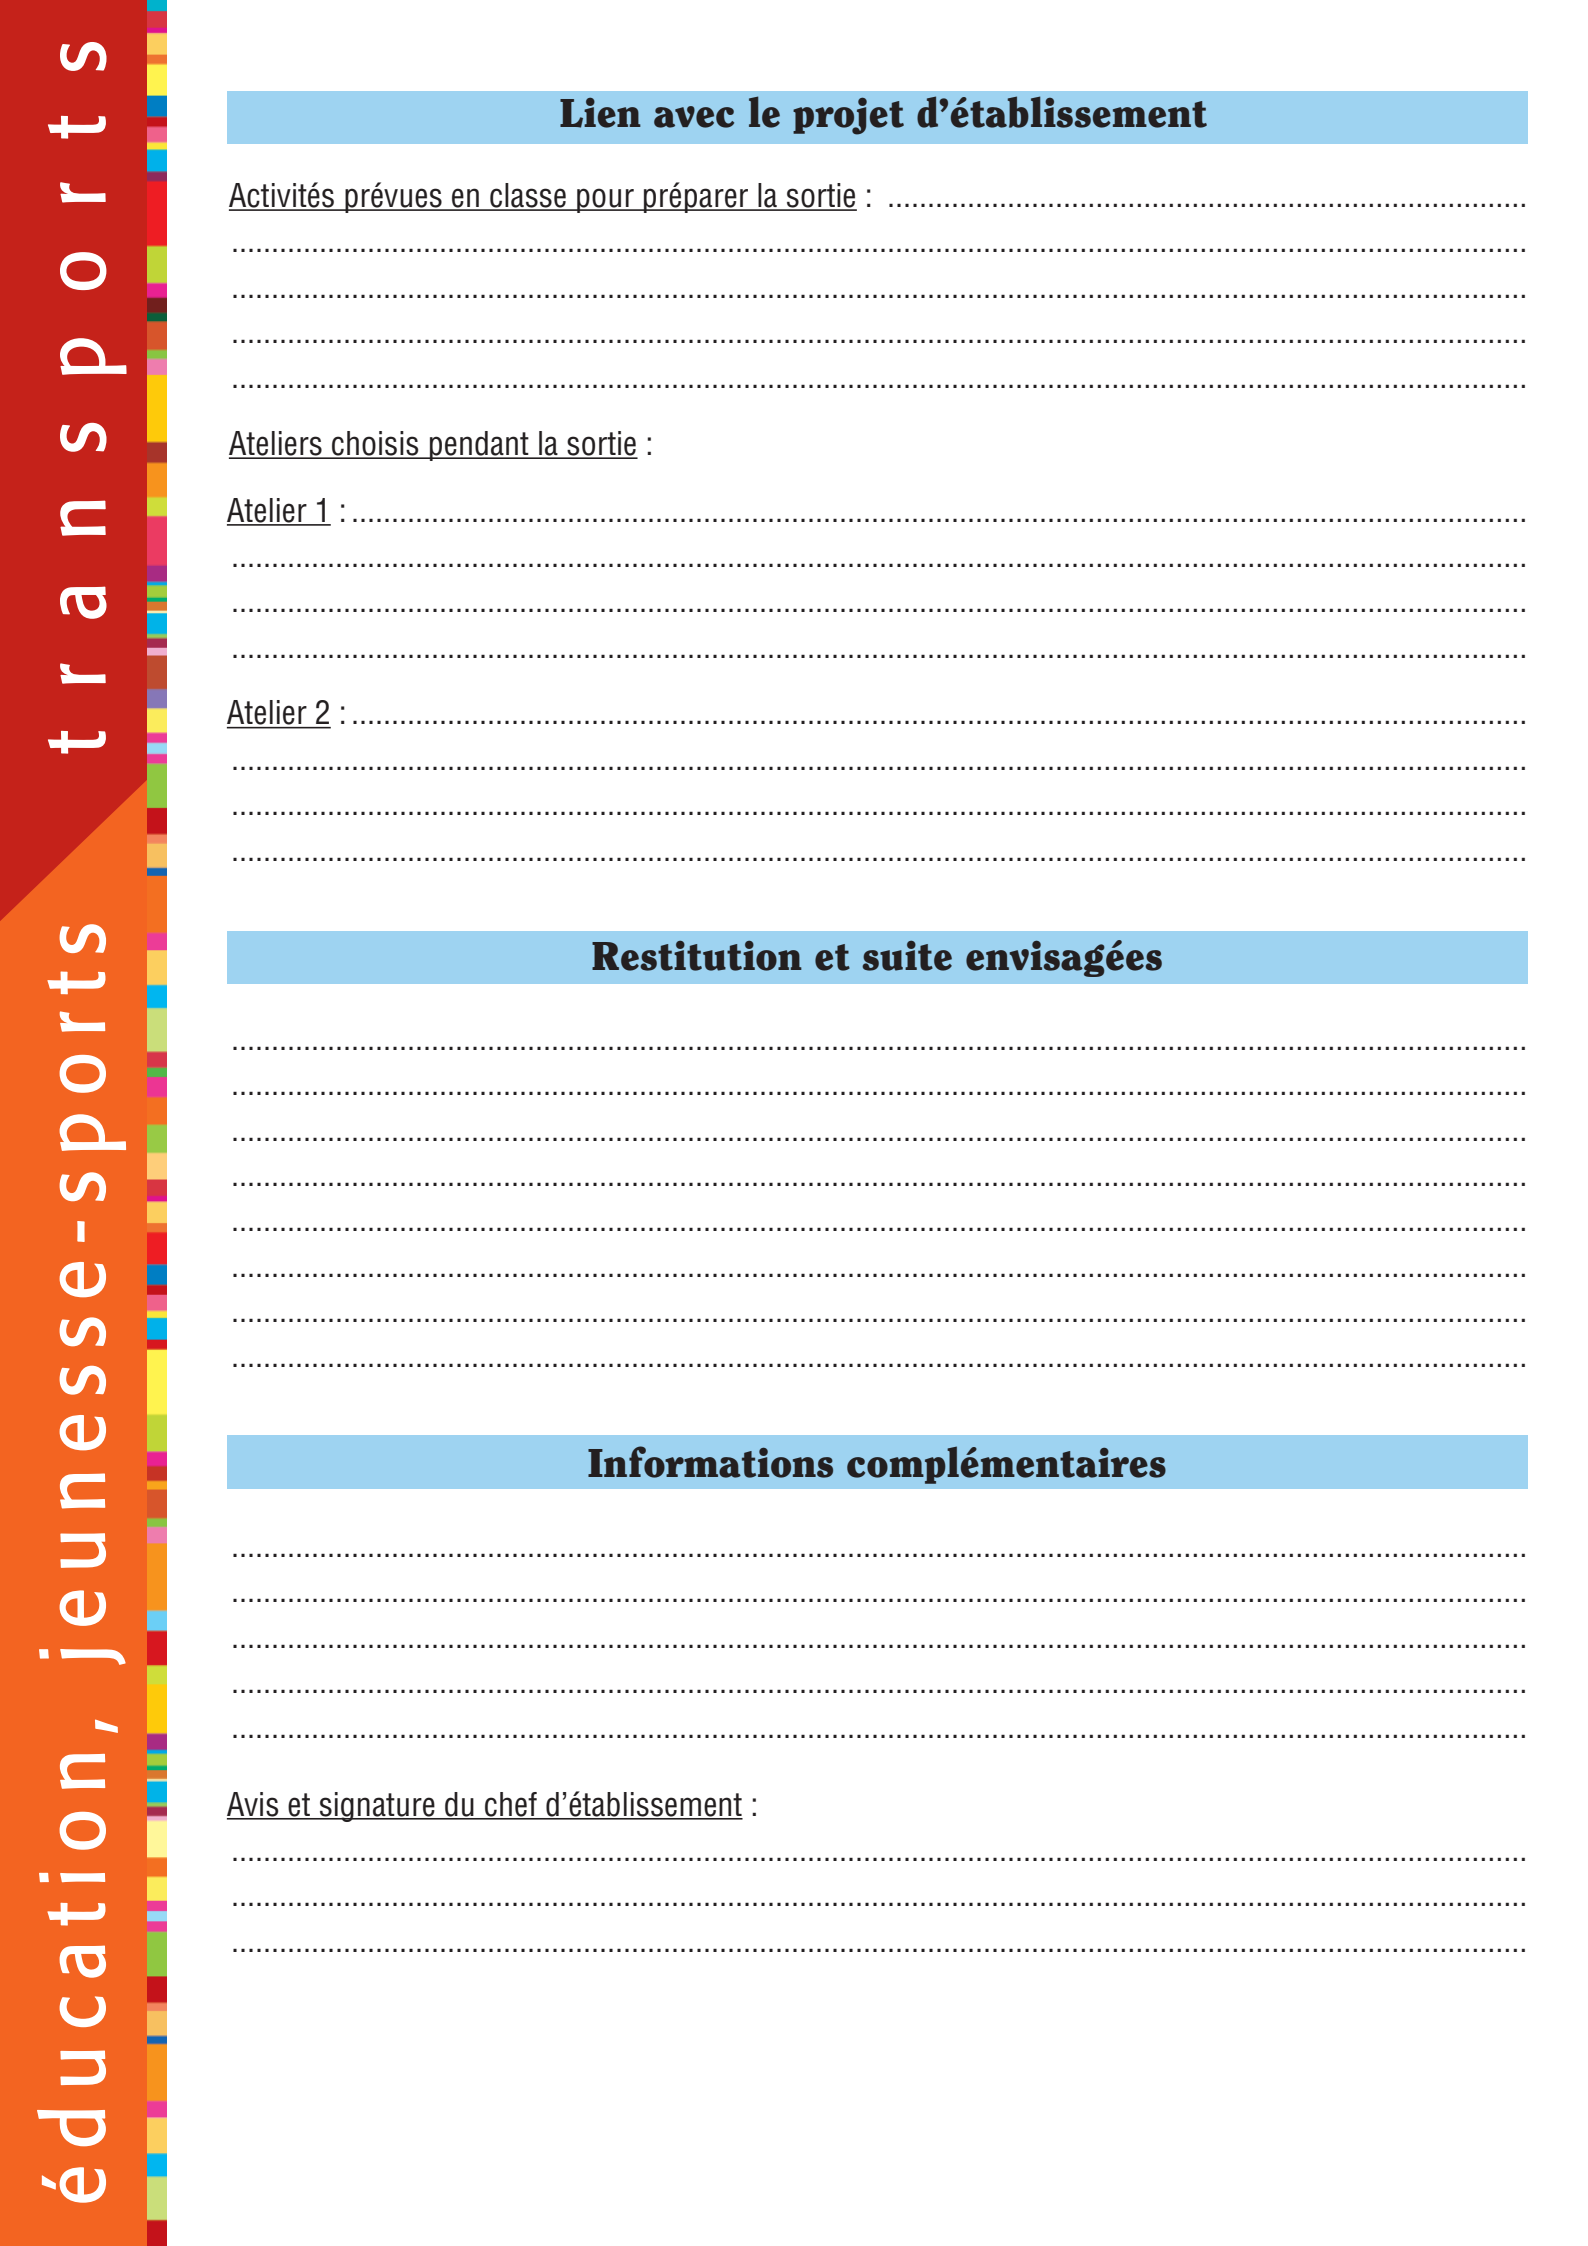 transports
éducation, jeunesse-sports
Lien avec le projet d’établissement
Activités prévues en classe pour préparer la sortie : ................................................................................
..................................................................................................................................................................
..................................................................................................................................................................
..................................................................................................................................................................
..................................................................................................................................................................
Ateliers choisis pendant la sortie :
Atelier 1 : ...................................................................................................................................................
..................................................................................................................................................................
..................................................................................................................................................................
..................................................................................................................................................................
Atelier 2 : ...................................................................................................................................................
..................................................................................................................................................................
..................................................................................................................................................................
..................................................................................................................................................................
Restitution et suite envisagées
..................................................................................................................................................................
..................................................................................................................................................................
..................................................................................................................................................................
..................................................................................................................................................................
..................................................................................................................................................................
..................................................................................................................................................................
..................................................................................................................................................................
..................................................................................................................................................................
Informations complémentaires
..................................................................................................................................................................
..................................................................................................................................................................
..................................................................................................................................................................
..................................................................................................................................................................
..................................................................................................................................................................
Avis et signature du chef d’établissement :
..................................................................................................................................................................
..................................................................................................................................................................
..................................................................................................................................................................